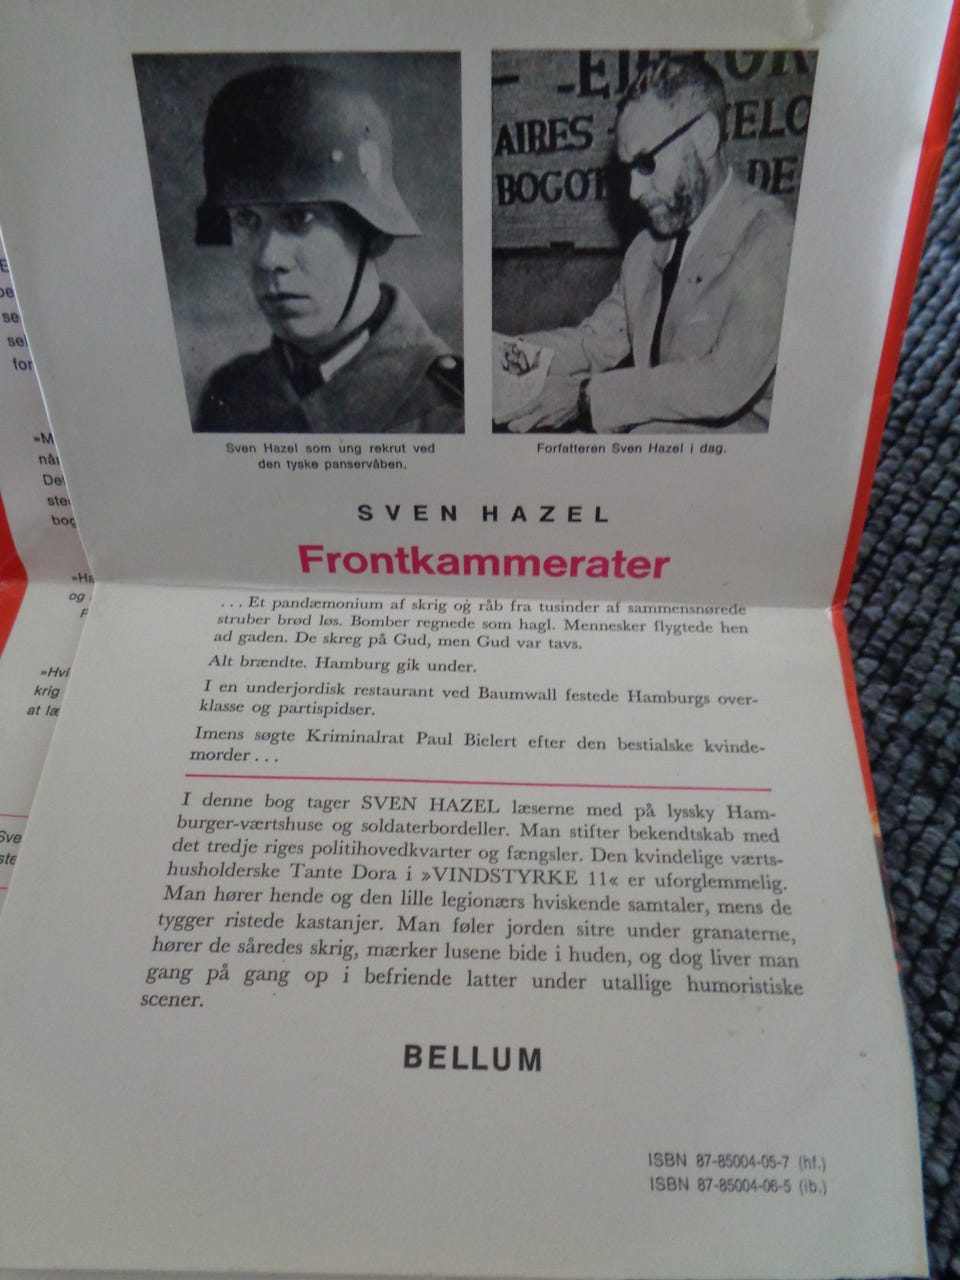 AIRES
BOGOT
DE
Sven Hazel som ung rekrut ved
den tyske panservåben.
Forfatteren Sven Hazel i dag.
SVEN HAZEL
Frontkammerater
. . . Et pandæmonium af skrig og råb fra tusinder af sammensnørede
struber brød løs. Bomber regnede som hagl. Mennesker flygtede hen
ad gaden. De skreg på Gud, men Gud var tavs.
Alt brændte. Hamburg gik under.
I en underjordisk restaurant ved Baumwall festede Hamburgs over-
klasse og partispidser.
Imens søgte Kriminalrat Paul Bielert efter den bestialske kvinde-
morder . . .
I denne bog tager SVEN HAZEL læserne med på lyssky Ham-
burger-værtshuse og soldaterbordeller. Man stifter bekendtskab med
det tredje riges politihovedkvarter og fængsler. Den kvindelige værts-
husholderske Tante Dora i »VINDSTYRKE 11« er uforglemmelig.
Man hører hende og den lille legionærs hviskende samtaler, mens de
tygger ristede kastanjer. Man føler jorden sitre under granaterne,
hører de såredes skrig, mærker lusene bide i huden, og dog liver man
gang på gang op i befriende latter under utallige humoristiske
scener.
BELLUM
ISBN 87-85004-05-7 (hf.)
ISBN 87-85004-06-5 (ib.)
»Hvi
krig
at læ
og